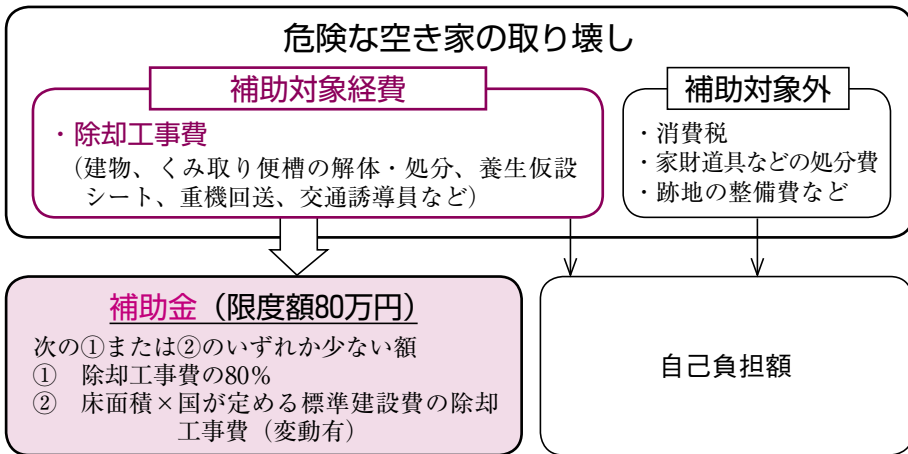 危険な空き家の取り壊し
補助対象経費
・除却工事費
(建物、くみ取り便槽の解体・処分、養生仮設
シート、重機回送、交通誘導員など)
補助対象外
・消費税
・家財道具などの処分費
・跡地の整備費など
補助金(限度額80万円)
次の①または②のいずれか少ない額
① 除却工事費の80%
② 床面積×国が定める標準建設費の除却
工事費(変動有)
自己負担額